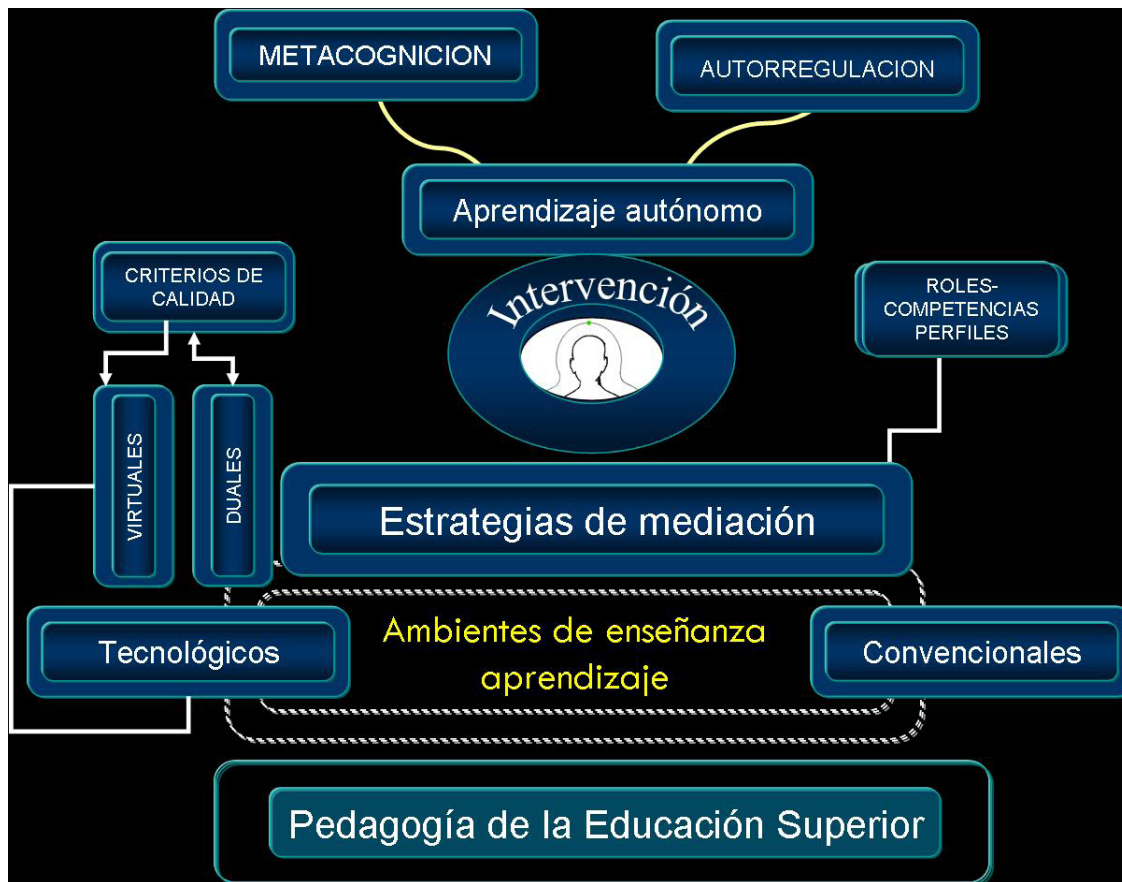 METACOGNICION
AUTORREGULACION
Aprendizaje autónomo
Intervención
CRITERIOS DE
CALIDAD
ROLES-
COMPETENCIAS
PERFILES
VIRTUALES
DUALES
Estrategias de mediación
Tecnológicos
Ambientes de enseñanza
aprendizaje
Convencionales
Pedagogía de la Educación Superior